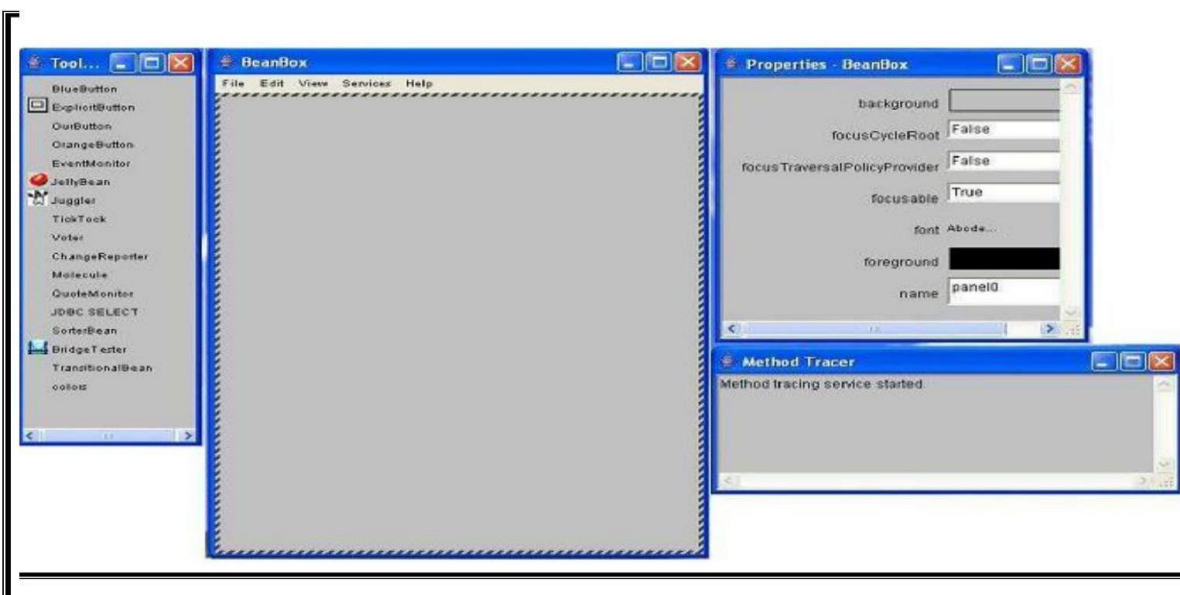 Tool...
BlueButton
ExplicitButton
OurButton
OrangeButton
EventMonitor
JellyBean
Juggler
TickTock
Voter
ChangeReporter
Molecule
QuoteMonitor
JDBC SELECT
SorterBean
BridgeTester
TransitionalBean
colors
BeanBox
File Edit View Services Help
Properties - BeanBox
background
focusCycleRoot False
focusTraversalPolicyProvider False
focusable True
font Abcde...
foreground
name panel0
Method Tracer
Method tracing service started.